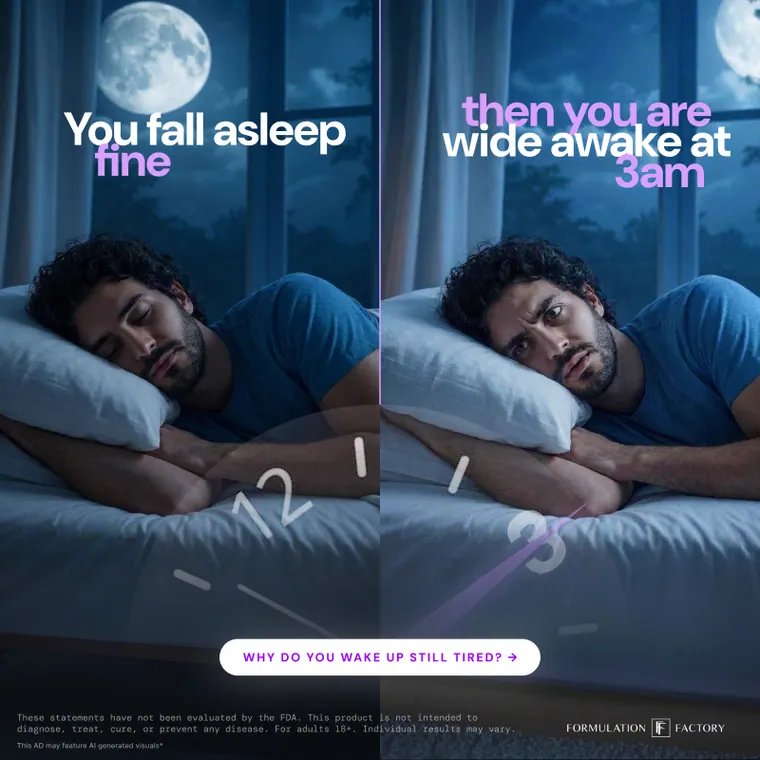 You fall asleep
fine
then you are
wide awake at
3am
12
3
WHY DO YOU WAKE UP STILL TIRED? →
These statements have not been evaluated by the FDA. This product is not intended to
diagnose, treat, cure, or prevent any disease. For adults 18+. Individual results may vary.
This AD may feature AI generated visuals*
FORMULATION F FACTORY